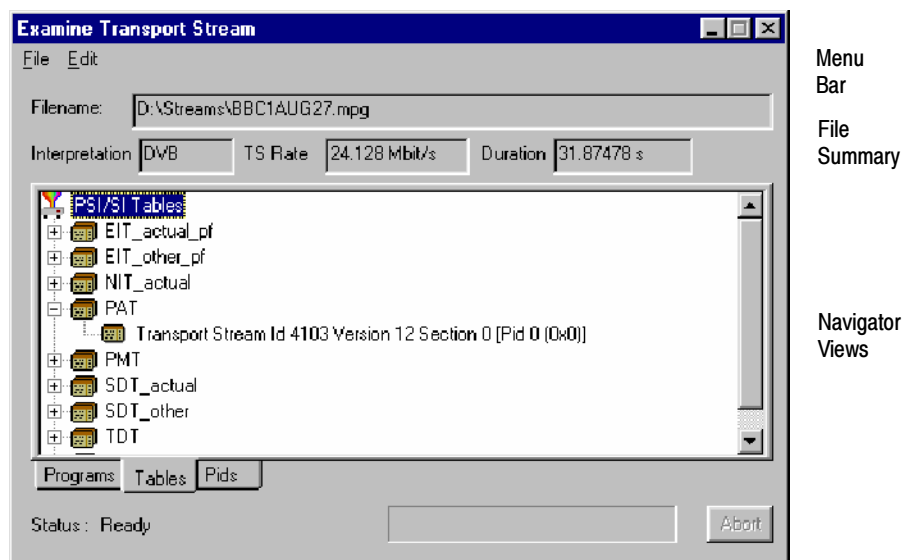 Examine Transport Stream
File Edit
Filename: D:\Streams\BBC1AUG27.mpg
Interpretation DVB TS Rate 24.128 Mbit/s Duration 31.87478 s
PSI/SI Tables
EIT_actual_pf
EIT_other_pf
NIT_actual
PAT
Transport Stream Id 4103 Version 12 Section 0 [Pid 0 (0x0)]
PMT
SDT_actual
SDT_other
TDT
Programs Tables Pids
Status : Ready Abort
Menu
Bar
File
Summary
Navigator
Views